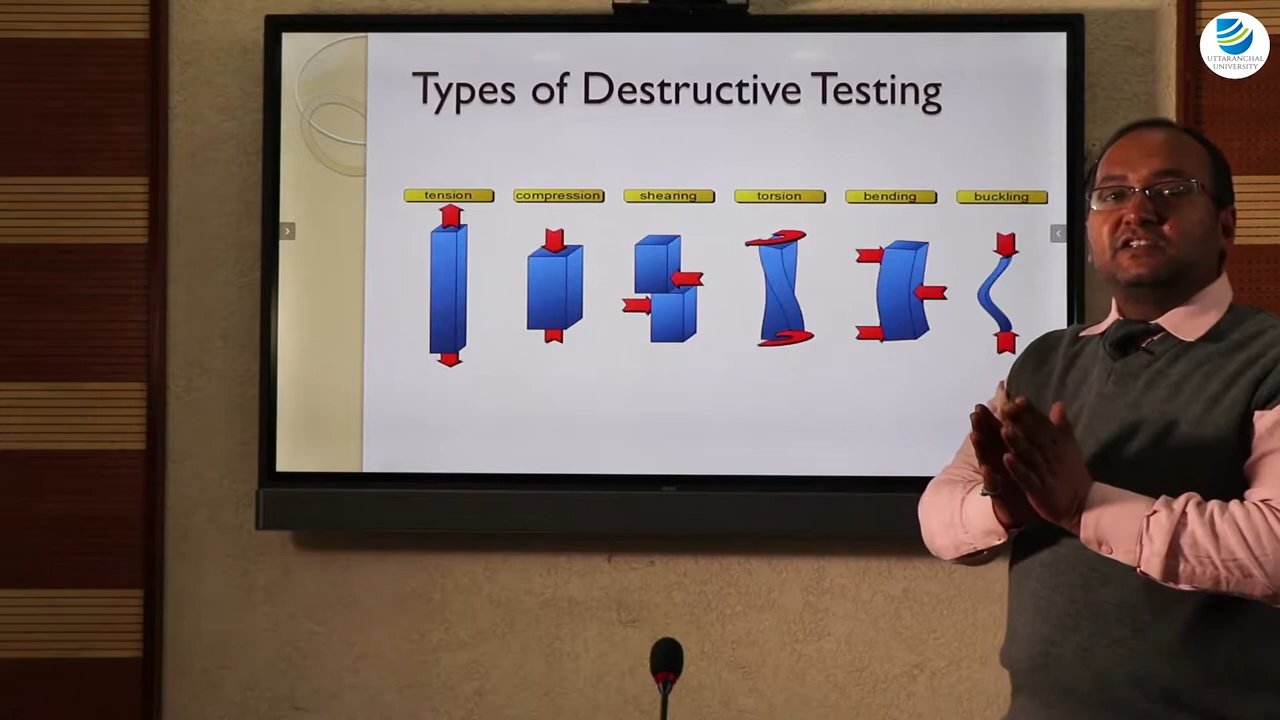 UTTARANCHAL
UNIVERSITY
Types of Destructive Testing
tension compression shearing torsion bending buckling